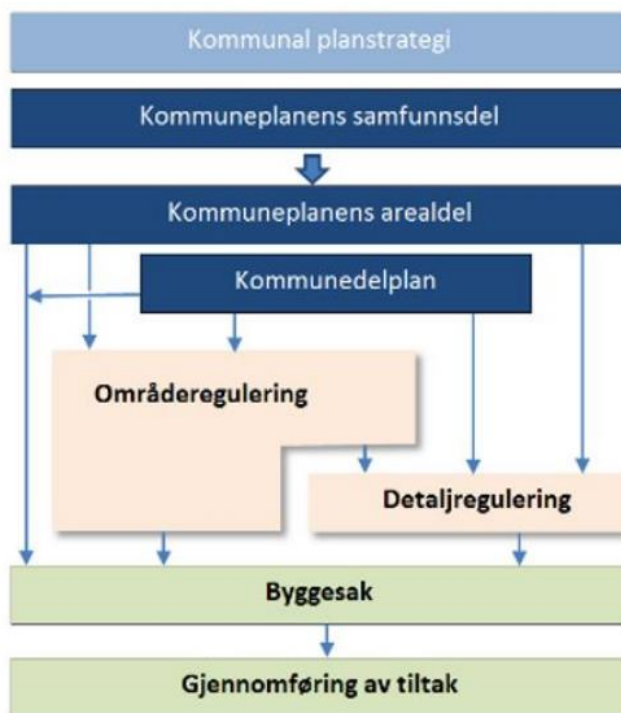 Kommunal planstrategi
Kommuneplanens samfunnsdel
Kommuneplanens arealdel
Kommunedelplan
Områderegulering
Detaljregulering
Byggesak
Gjennomføring av tiltak